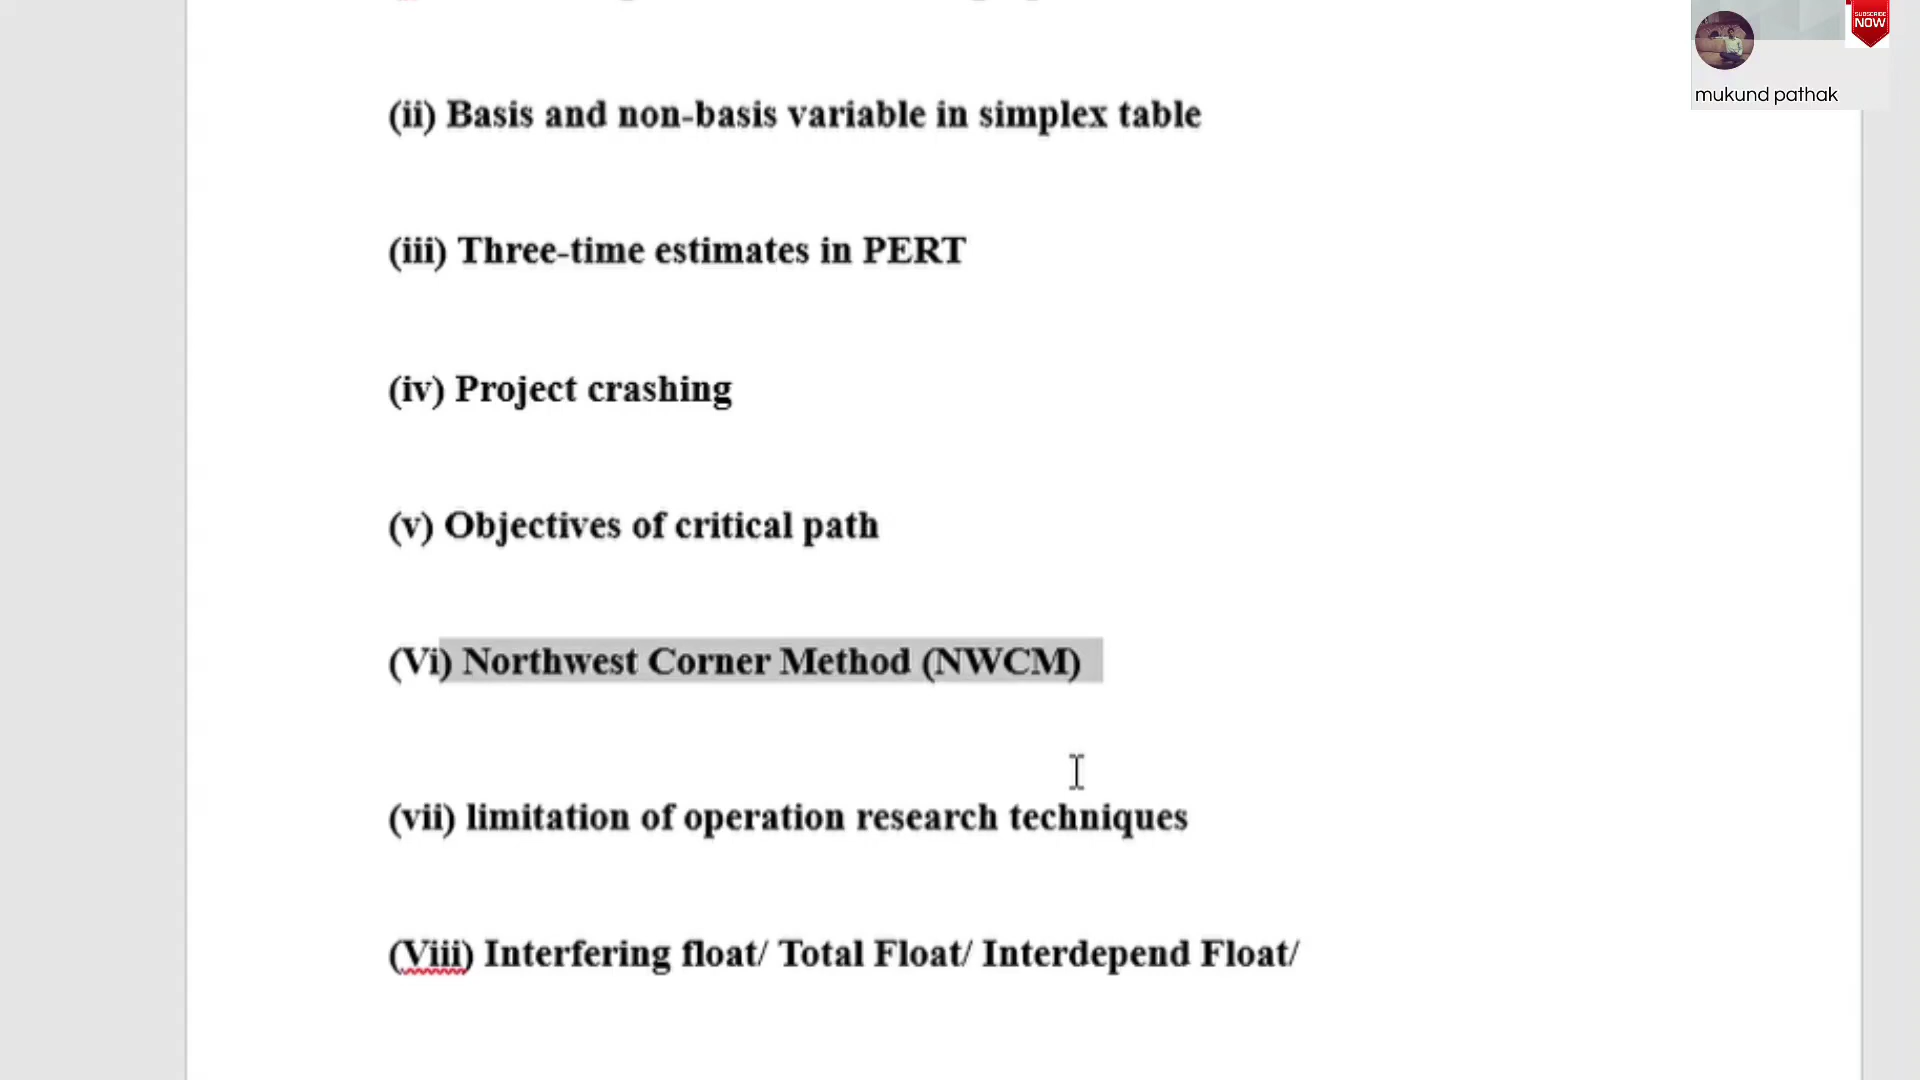 SUBSCRIBE
NOW
mukund pathak
(ii) Basis and non-basis variable in simplex table
(iii) Three-time estimates in PERT
(iv) Project crashing
(v) Objectives of critical path
(Vi) Northwest Corner Method (NWCM)
(vii) limitation of operation research techniques
(Viii) Interfering float/ Total Float/ Interdepend Float/